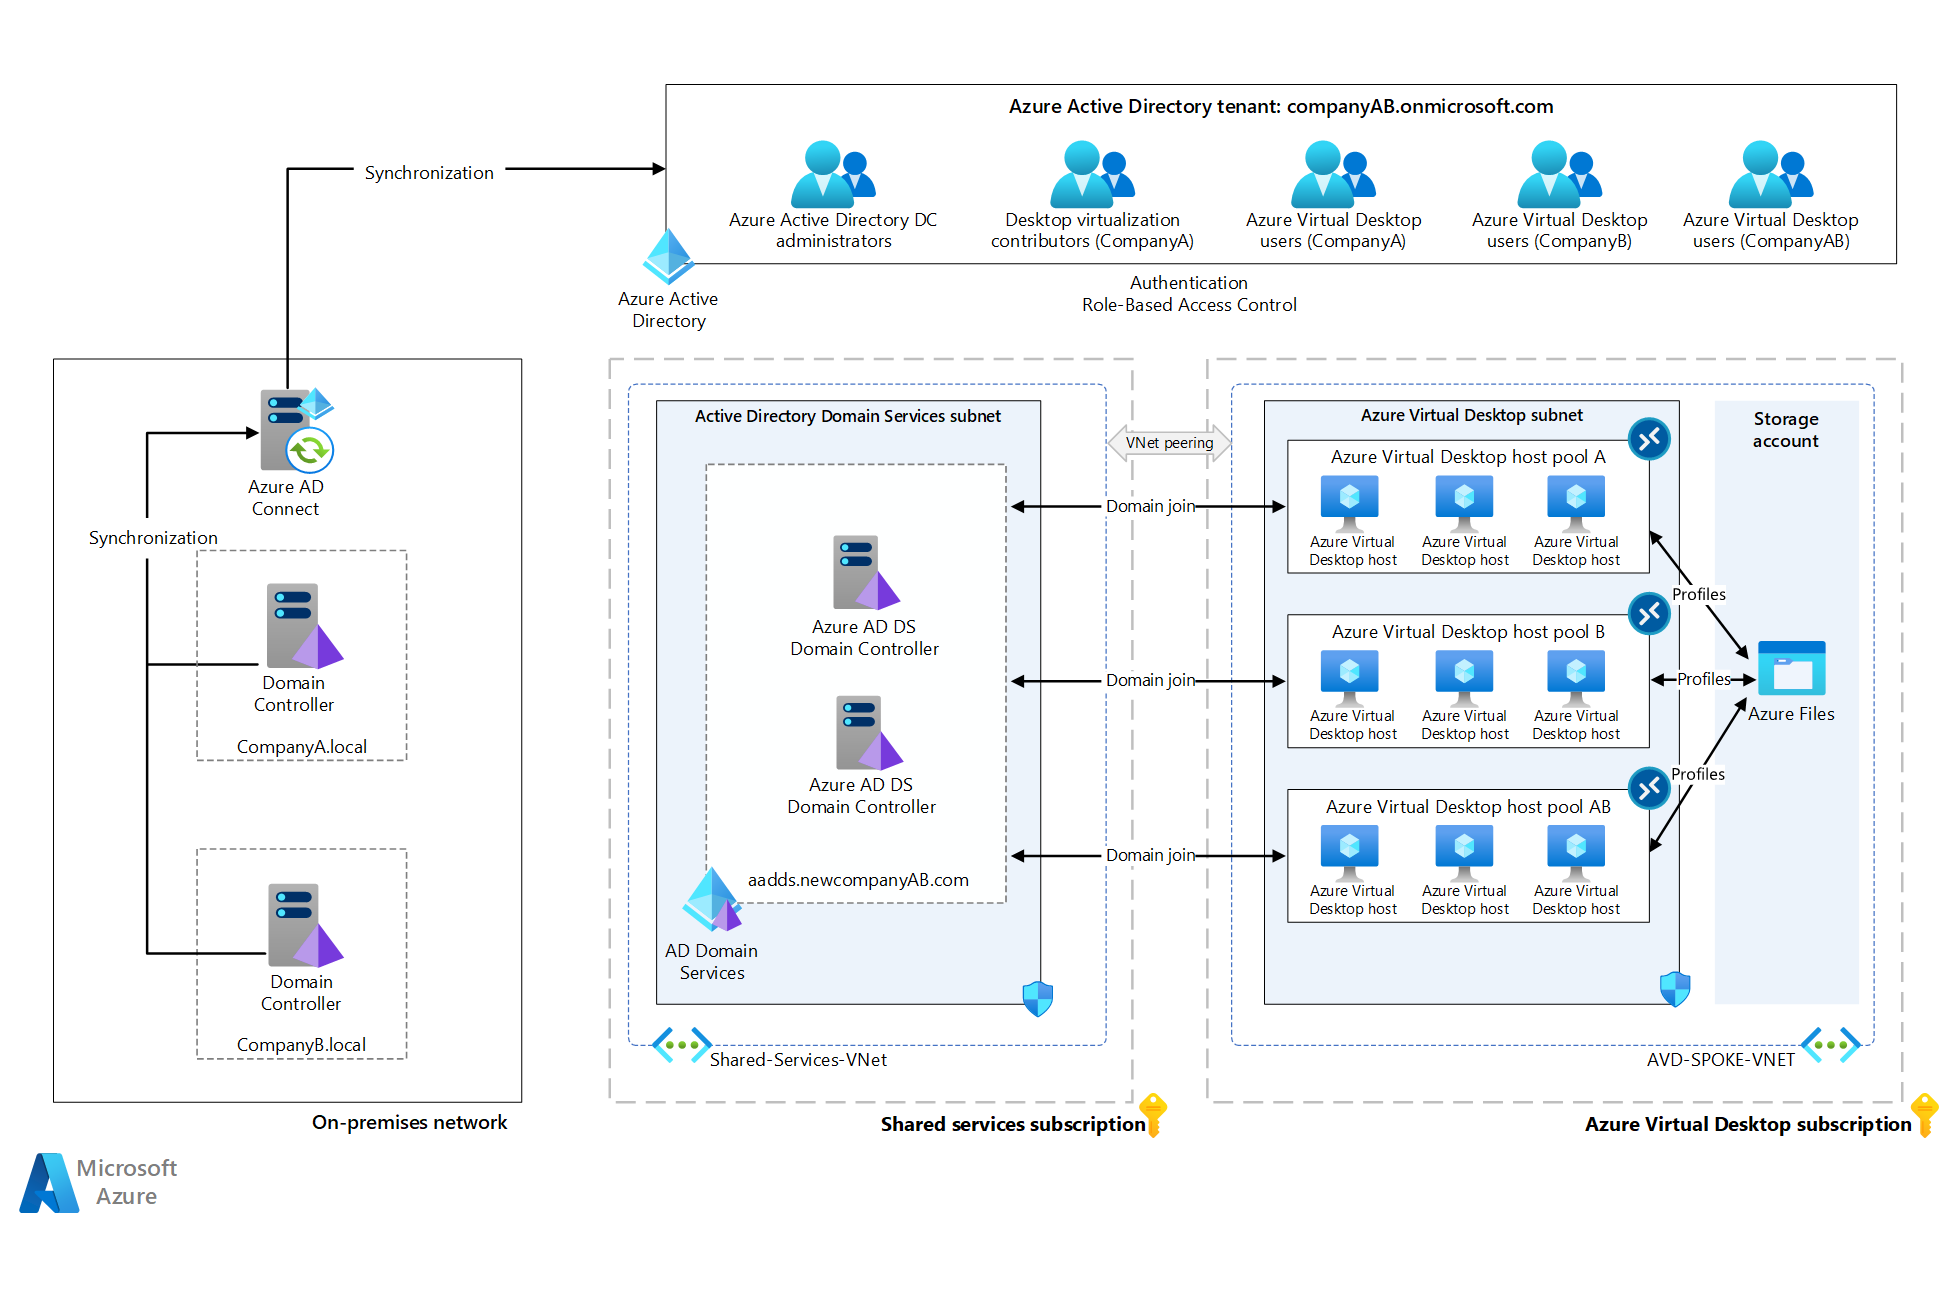 Azure Active Directory tenant: companyAB.onmicrosoft.com
Synchronization
Azure Active Directory DC
administrators
Desktop virtualization
contributors (CompanyA)
Azure Virtual Desktop
users (CompanyA)
Azure Virtual Desktop
users (CompanyB)
Azure Virtual Desktop
users (CompanyAB)
Azure Active
Directory
Authentication
Role-Based Access Control
Azure AD
Connect
Synchronization
Domain
Controller
CompanyA.local
Domain
Controller
CompanyB.local
On-premises network
Active Directory Domain Services subnet
Azure AD DS
Domain Controller
Azure AD DS
Domain Controller
aadds.newcompanyAB.com
AD Domain
Services
Shared-Services-VNet
Shared services subscription
VNet peering
Domain join
Domain join
Domain join
Azure Virtual Desktop subnet
Azure Virtual Desktop host pool A
Azure Virtual
Desktop host
Azure Virtual
Desktop host
Azure Virtual
Desktop host
Azure Virtual Desktop host pool B
Azure Virtual
Desktop host
Azure Virtual
Desktop host
Azure Virtual
Desktop host
Azure Virtual Desktop host pool AB
Azure Virtual
Desktop host
Azure Virtual
Desktop host
Azure Virtual
Desktop host
Profiles
Profiles
Profiles
Storage
account
Azure Files
AVD-SPOKE-VNET
Azure Virtual Desktop subscription
Microsoft
Azure